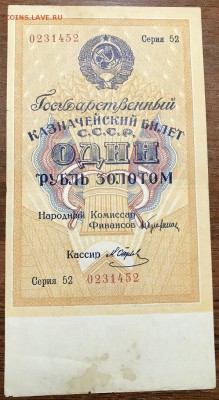 COINS.LAVE.RU
0231452 Серия 52
Государственный
КАЗНАЧЕЙСКИЙ БИЛЕТ
С.С.С.Р.
ОДИН
РУБЛЬ ЗОЛОТОМ
Народный Комиссар
Финансов
Кассир
Серия 52 0231452